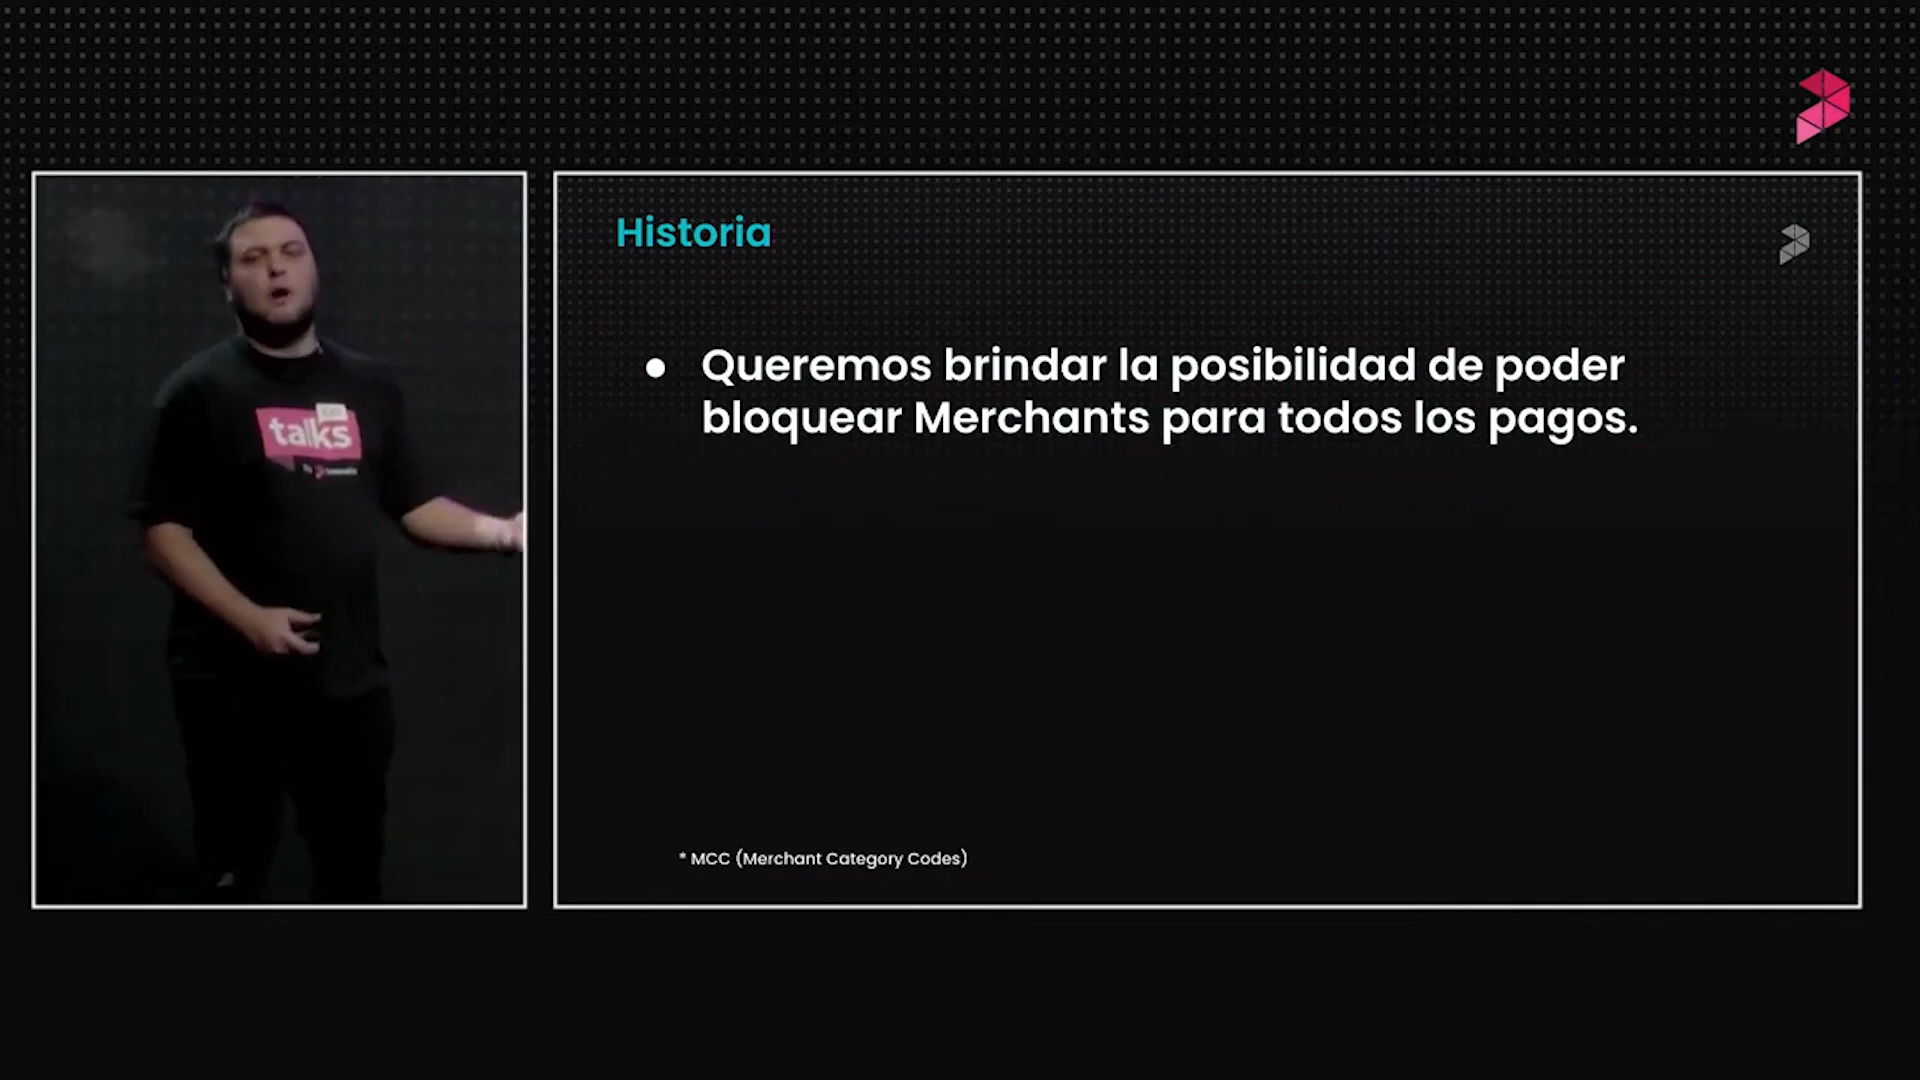 Historia
● Queremos brindar la posibilidad de poder
bloquear Merchants para todos los pagos.
* MCC (Merchant Category Codes)
talks